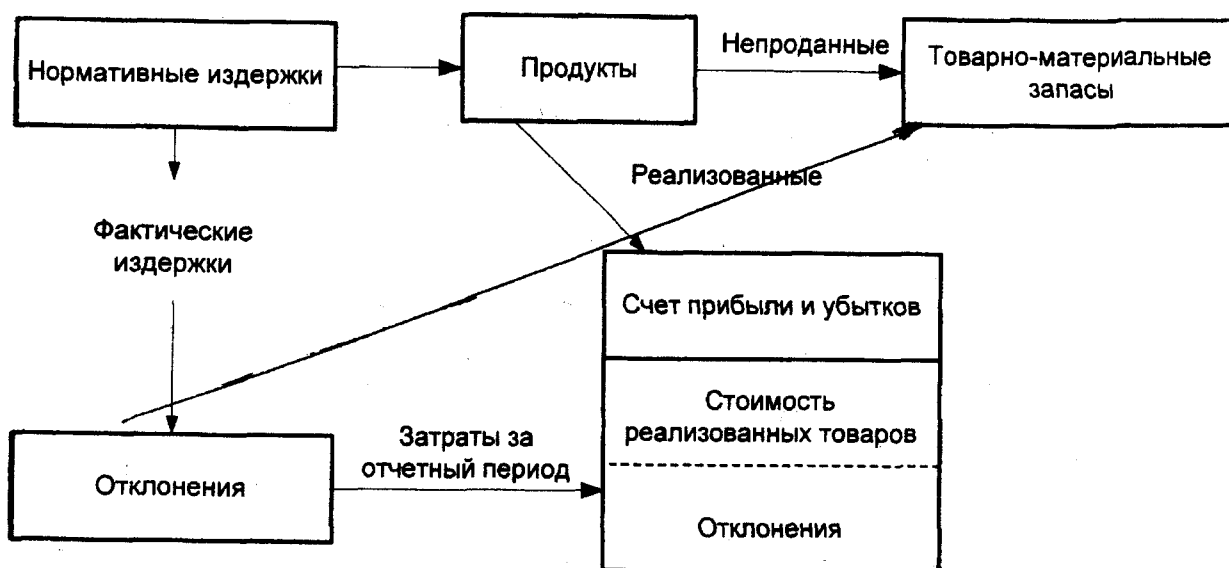 Нормативные издержки
Продукты
Непроданные
Товарно-материальные
запасы
Реализованные
Фактические
издержки
Счет прибыли и убытков
Стоимость
реализованных товаров
Затраты за
отчетный период
Отклонения
Отклонения